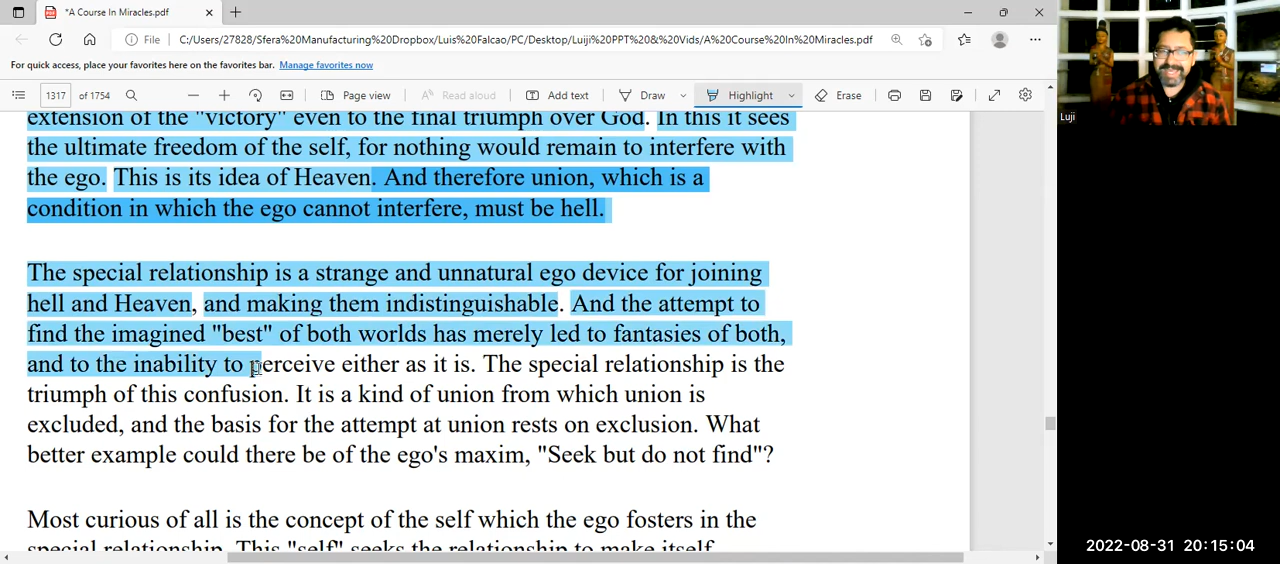 *A Course In Miracles.pdf
File C:/Users/27828/Sfera%20Manufacturing%20Dropbox/Luis%20Falcao/PC/Desktop/Luiji%20PPT%20&%20Vids/A%20Course%20In%20Miracles.pdf
For quick access, place your favorites here on the favorites bar. Manage favorites now
1317 of 1754 Page view Read aloud Add text Draw Highlight Erase
extension of the "victory" even to the final triumph over God. In this it sees
the ultimate freedom of the self, for nothing would remain to interfere with
the ego. This is its idea of Heaven. And therefore union, which is a
condition in which the ego cannot interfere, must be hell.
The special relationship is a strange and unnatural ego device for joining
hell and Heaven, and making them indistinguishable. And the attempt to
find the imagined "best" of both worlds has merely led to fantasies of both,
and to the inability to perceive either as it is. The special relationship is the
triumph of this confusion. It is a kind of union from which union is
excluded, and the basis for the attempt at union rests on exclusion. What
better example could there be of the ego's maxim, "Seek but do not find"?
Most curious of all is the concept of the self which the ego fosters in the
special relationship. This "self" seeks the relationship to make itself
Luji
2022-08-31 20:15:04